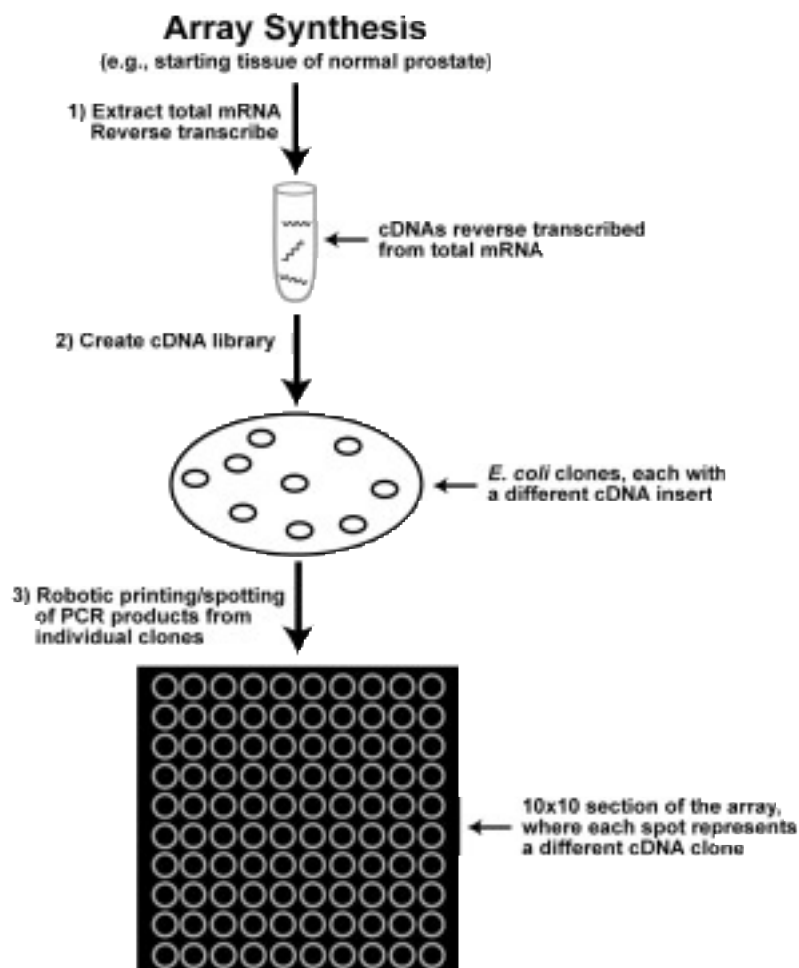 Array Synthesis
(e.g., starting tissue of normal prostate)
1) Extract total mRNA
Reverse transcribe
cDNAs reverse transcribed
from total mRNA
2) Create cDNA library
E. coli clones, each with
a different cDNA insert
3) Robotic printing/spotting
of PCR products from
individual clones
10x10 section of the array,
where each spot represents
a different cDNA clone